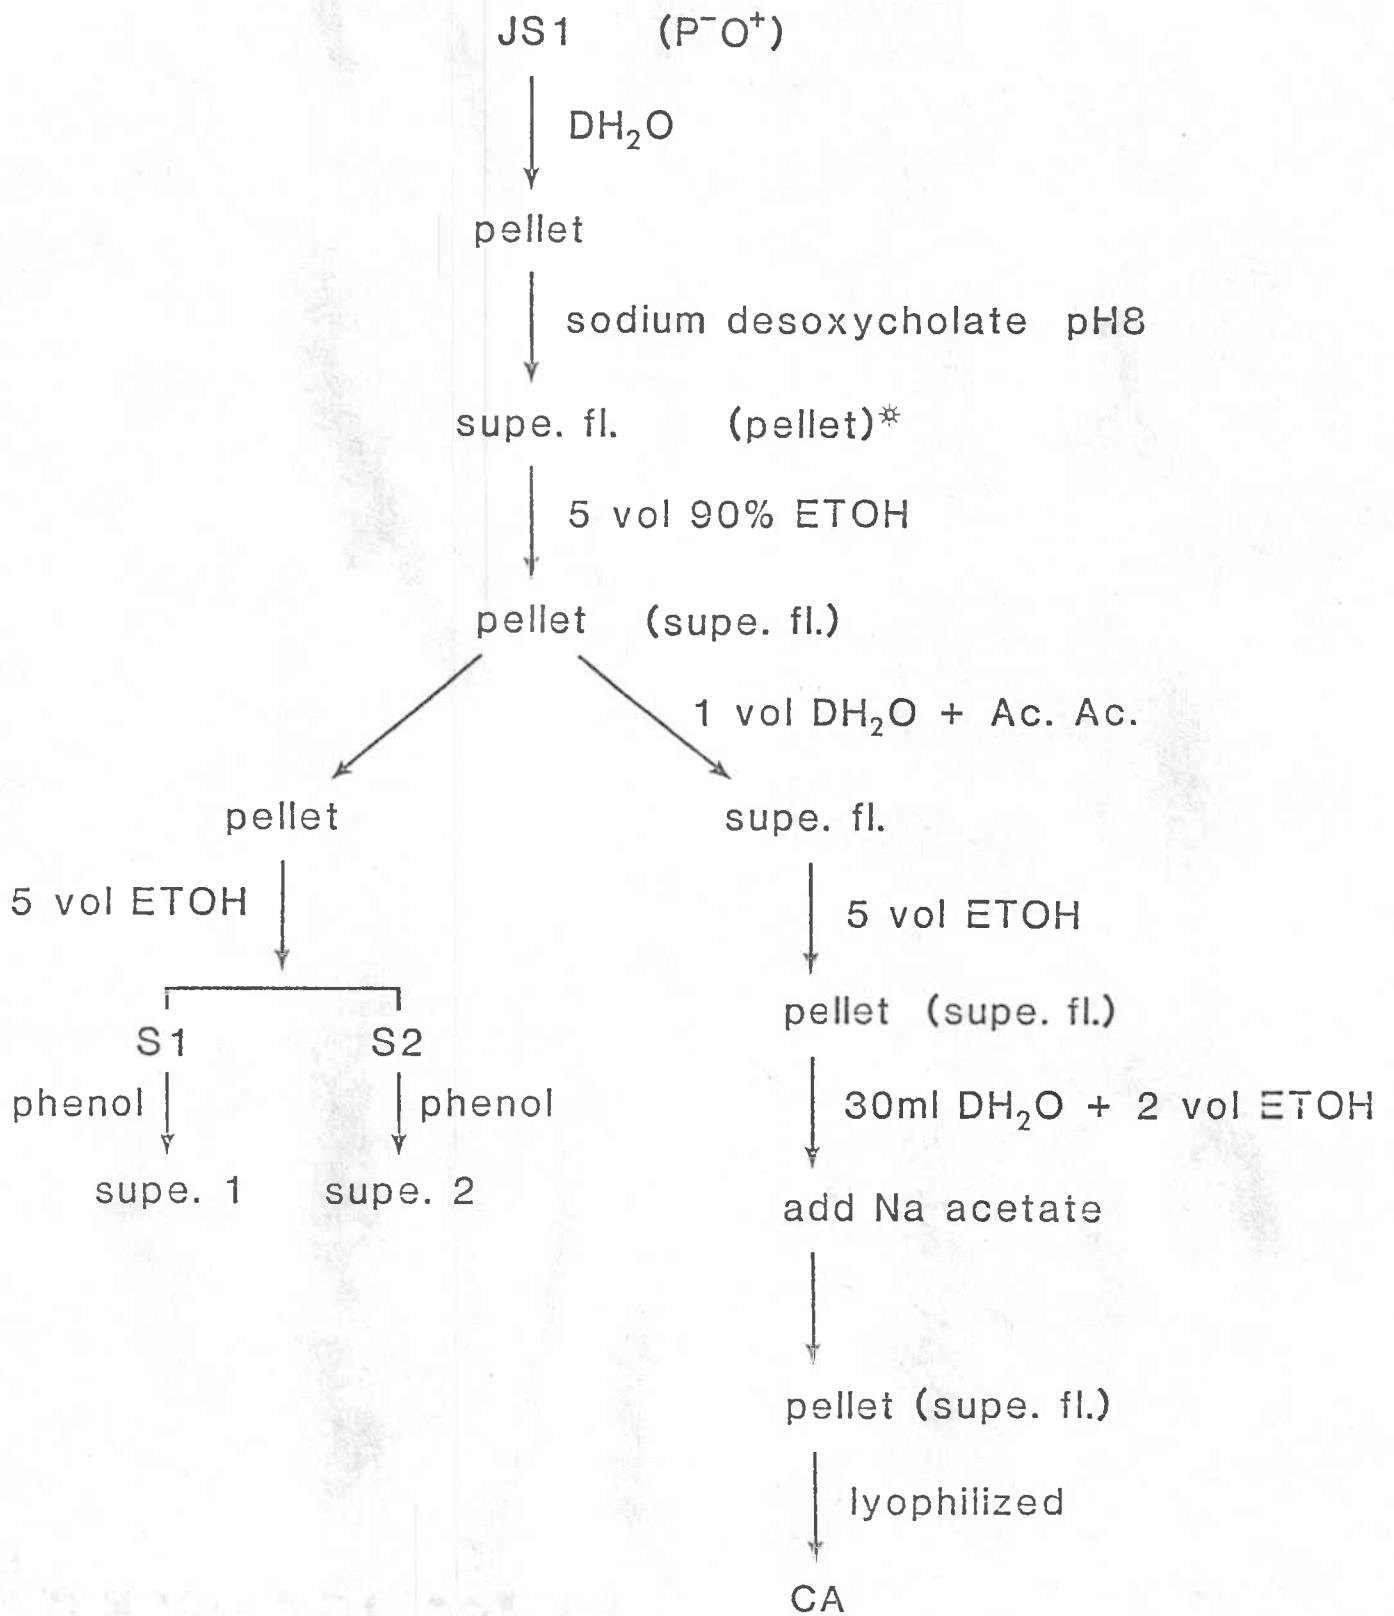 JS1 (P⁻O⁺)
DH₂O
pellet
sodium desoxycholate pH8
supe. fl. (pellet)*
5 vol 90% ETOH
pellet (supe. fl.)
1 vol DH₂O + Ac. Ac.
pellet
supe. fl.
5 vol ETOH
5 vol ETOH
pellet (supe. fl.)
S1 S2
phenol phenol
30ml DH₂O + 2 vol ETOH
supe. 1 supe. 2
add Na acetate
pellet (supe. fl.)
lyophilized
CA